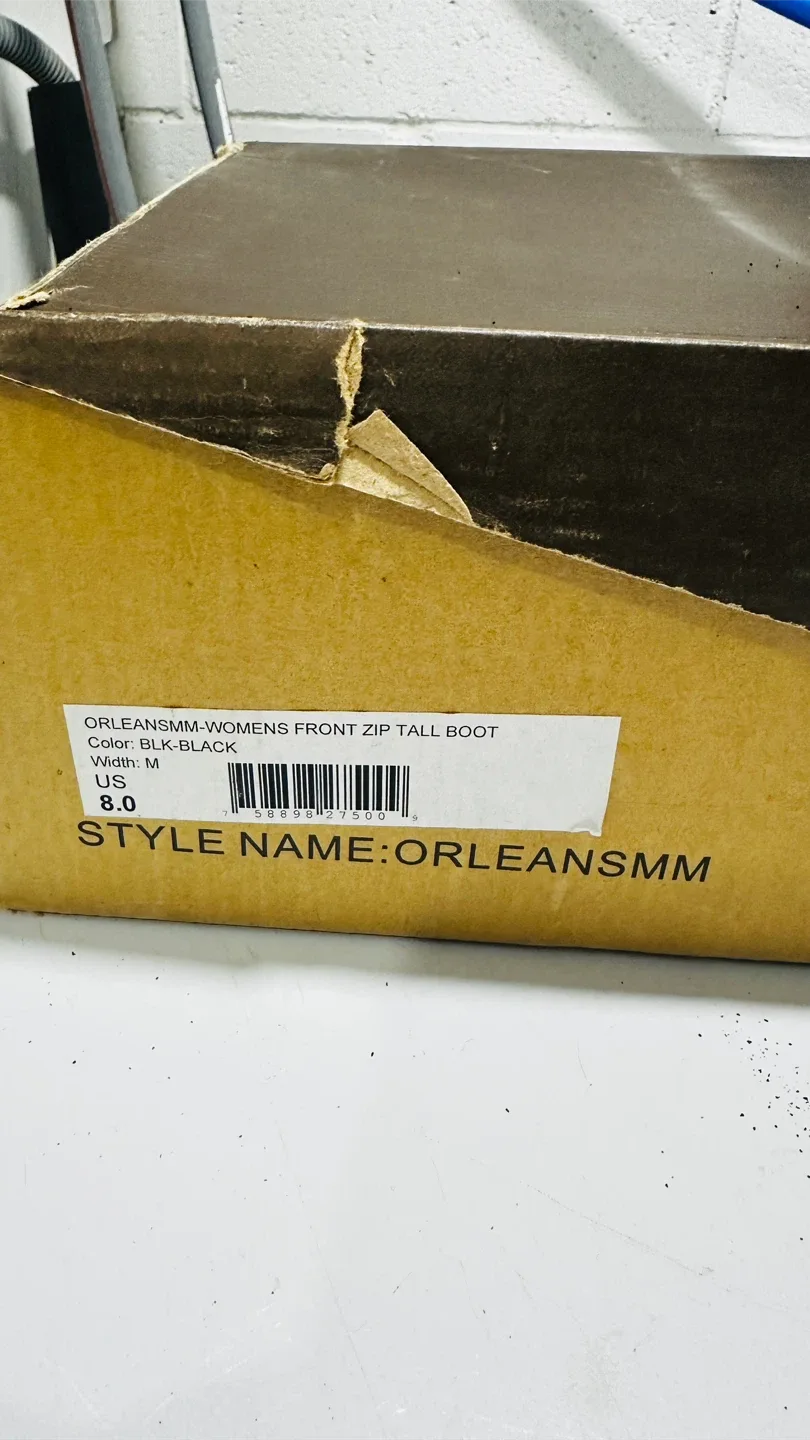 ORLEANSMM-WOMENS FRONT ZIP TALL BOOT
Color: BLK-BLACK
Width: M
US
8.0
7 58898 27500 9
STYLE NAME:ORLEANSMM